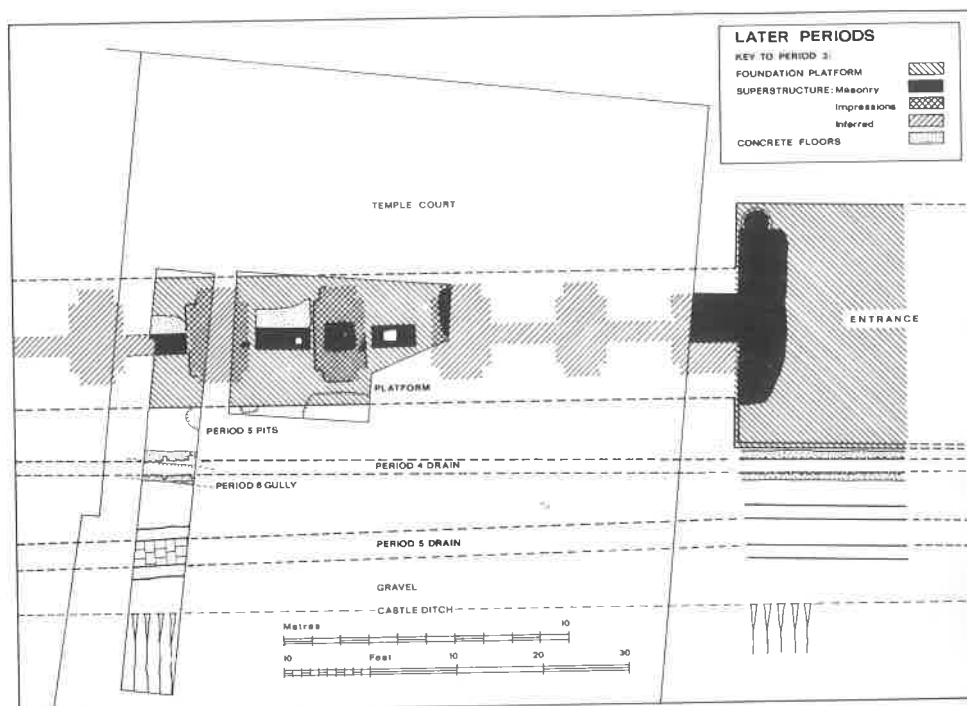 LATER PERIODS
KEY TO PERIOD 3:
FOUNDATION PLATFORM
SUPERSTRUCTURE: Masonry
Impressions
Inferred
CONCRETE FLOORS
TEMPLE COURT
ENTRANCE
PLATFORM
PERIOD 5 PITS
PERIOD 4 DRAIN
PERIOD 6 GULLY
PERIOD 5 DRAIN
GRAVEL
CASTLE DITCH
Metres 10
10 Feet 10 20 30